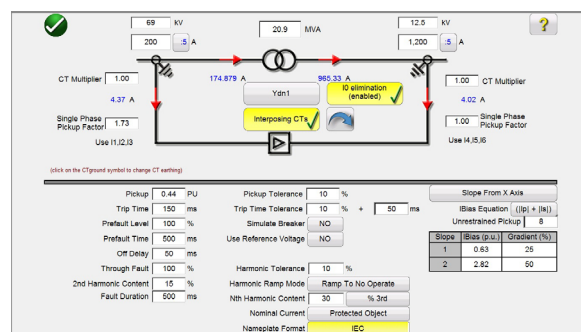 69 KV
20.9 MVA
12.5 KV
?
200 :5 A
1,200 :5 A
CT Multiplier 1.00
174.879 A
965.33 A
1.00 CT Multiplier
4.37 A
Ydn1
I0 elimination (enabled)
4.02 A
Single Phase Pickup Factor 1.73
Interposing CTs
1.00 Single Phase Pickup Factor
Use I1,I2,I3
Use I4,I5,I6
(click on the CTground symbol to change CT earthing)
Pickup 0.44 PU
Pickup Tolerance 10 %
Slope From X Axis
Trip Time 150 ms
Trip Time Tolerance 10 % + 50 ms
IBias Equation (|Ip| + |Is|)
Prefault Level 100 %
Simulate Breaker NO
Unrestrained Pickup 8
Prefault Time 500 ms
Use Reference Voltage NO
Slope IBias (p.u.) Gradient (%)
Off Delay 50 ms
1 0.63 25
Through Fault 100 %
Harmonic Tolerance 10 %
2 2.82 50
2nd Harmonic Content 15 %
Harmonic Ramp Mode Ramp To No Operate
Fault Duration 500 ms
Nth Harmonic Content 30 % 3rd
Nominal Current Protected Object
Nameplate Format IEC